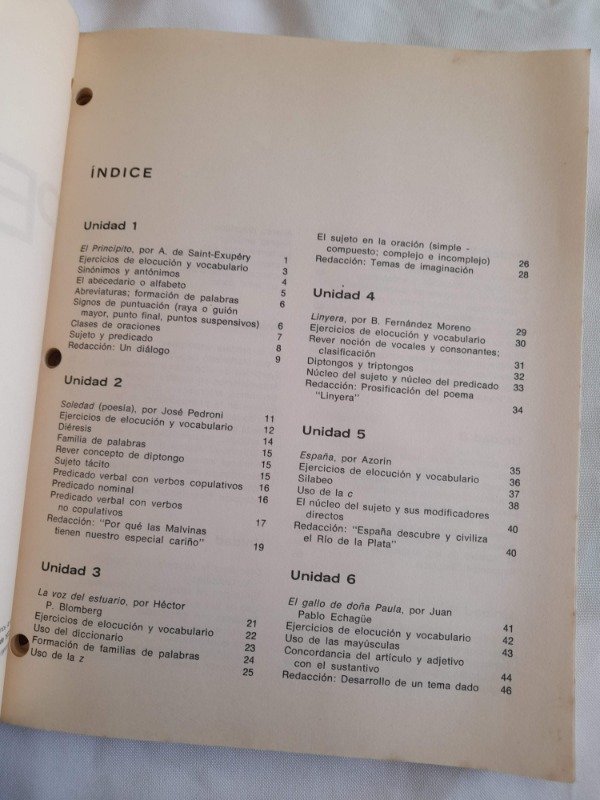 ÍNDICE
Unidad 1
El Principito, por A. de Saint-Exupéry 1
Ejercicios de elocución y vocabulario 3
Sinónimos y antónimos 4
El abecedario o alfabeto 5
Abreviaturas; formación de palabras 6
Signos de puntuación (raya o guión
mayor, punto final, puntos suspensivos) 6
Clases de oraciones 7
Sujeto y predicado 8
Redacción: Un diálogo 9
Unidad 2
Soledad (poesía), por José Pedroni 11
Ejercicios de elocución y vocabulario 12
Diéresis 14
Familia de palabras 15
Rever concepto de diptongo 15
Sujeto tácito 15
Predicado verbal con verbos copulativos 16
Predicado nominal 16
Predicado verbal con verbos
no copulativos 17
Redacción: "Por qué las Malvinas
tienen nuestro especial cariño" 19
Unidad 3
La voz del estuario, por Héctor
P. Blomberg 21
Ejercicios de elocución y vocabulario 22
Uso del diccionario 23
Formación de familias de palabras 24
Uso de la z 25
El sujeto en la oración (simple -
compuesto; complejo e incomplejo) 26
Redacción: Temas de imaginación 28
Unidad 4
Linyera, por B. Fernández Moreno 29
Ejercicios de elocución y vocabulario 30
Rever noción de vocales y consonantes;
clasificación 31
Diptongos y triptongos 32
Núcleo del sujeto y núcleo del predicado 33
Redacción: Prosificación del poema
"Linyera" 34
Unidad 5
España, por Azorín 35
Ejercicios de elocución y vocabulario 36
Silabeo 37
Uso de la c 38
El núcleo del sujeto y sus modificadores
directos 40
Redacción: "España descubre y civiliza
el Río de la Plata" 40
Unidad 6
El gallo de doña Paula, por Juan
Pablo Echagüe 41
Ejercicios de elocución y vocabulario 42
Uso de las mayúsculas 43
Concordancia del artículo y adjetivo
con el sustantivo 44
Redacción: Desarrollo de un tema dado 46